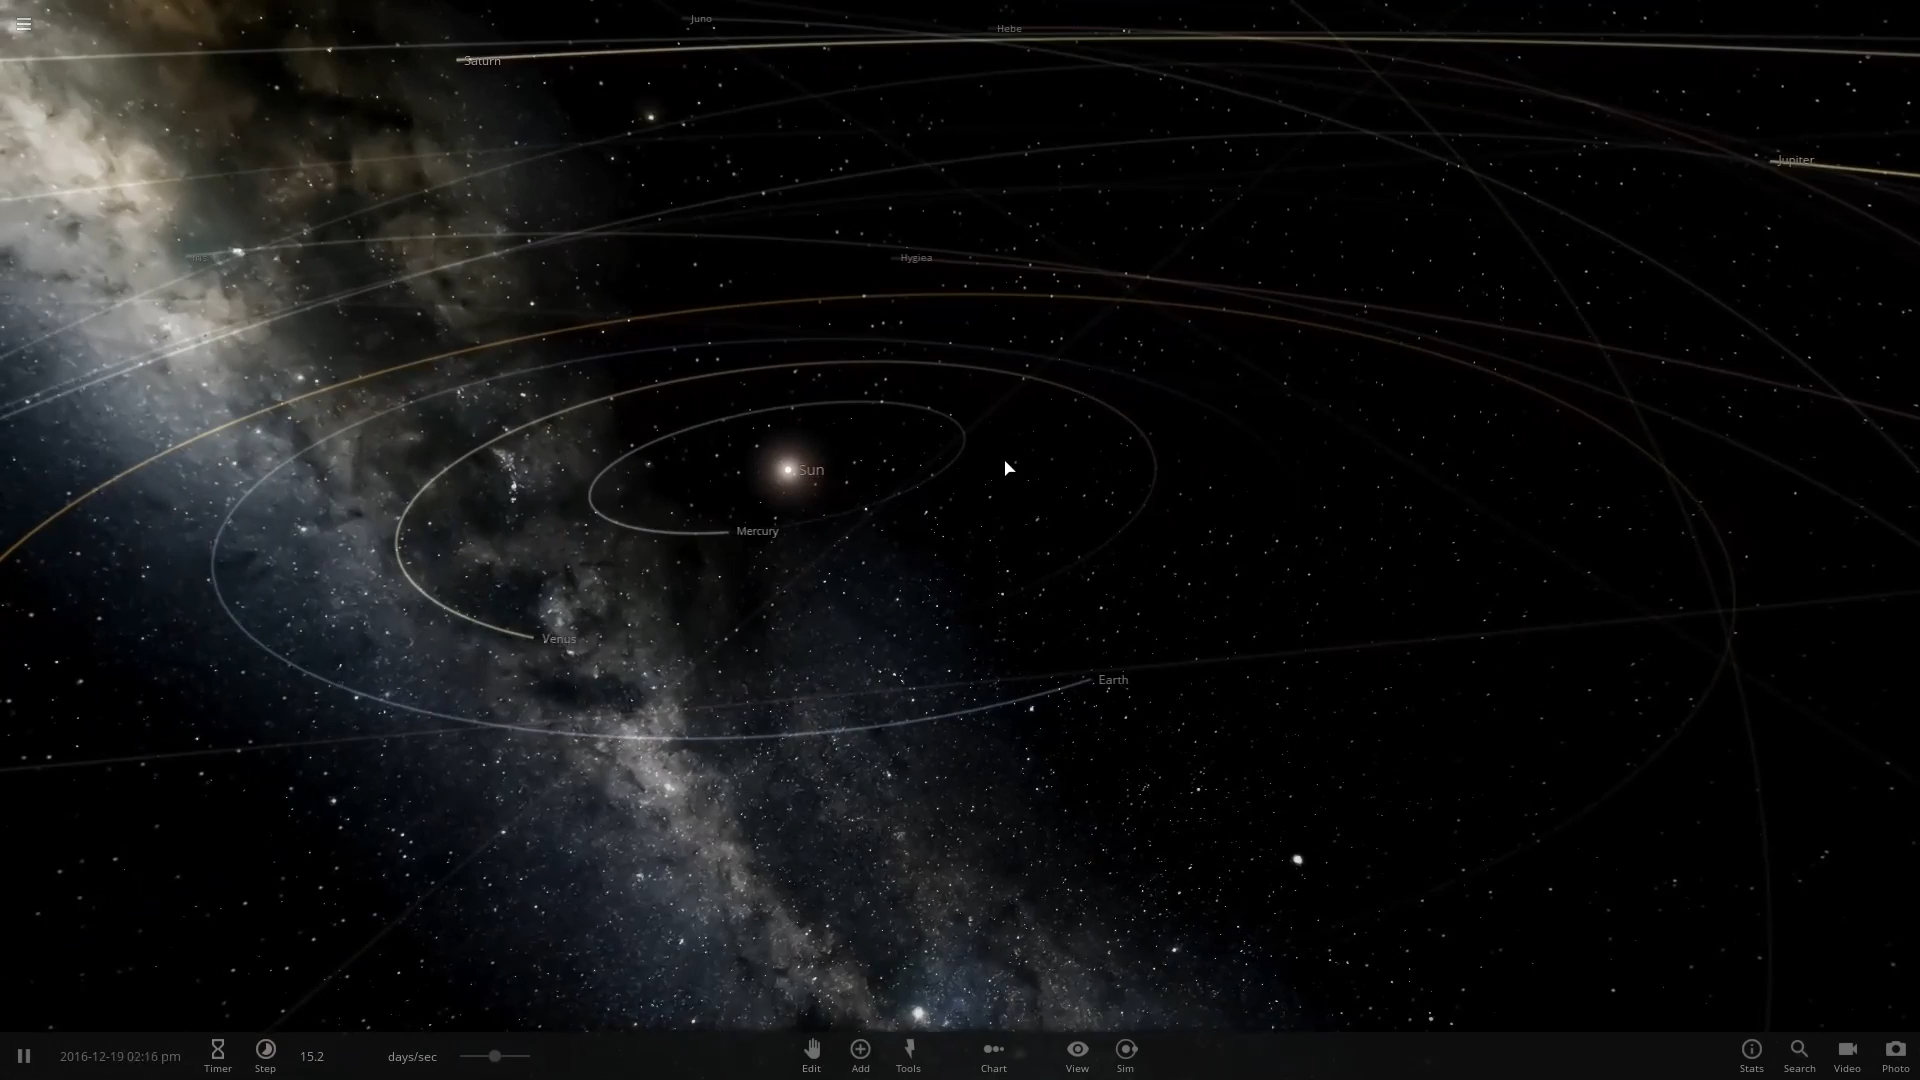 Juno
Hebe
Saturn
Jupiter
Hygiea
Sun
Mercury
Venus
Earth
2016-12-19 02:16 pm
Timer
Step
15.2
days/sec
Edit
Add
Tools
Chart
View
Sim
Stats
Search
Video
Photo